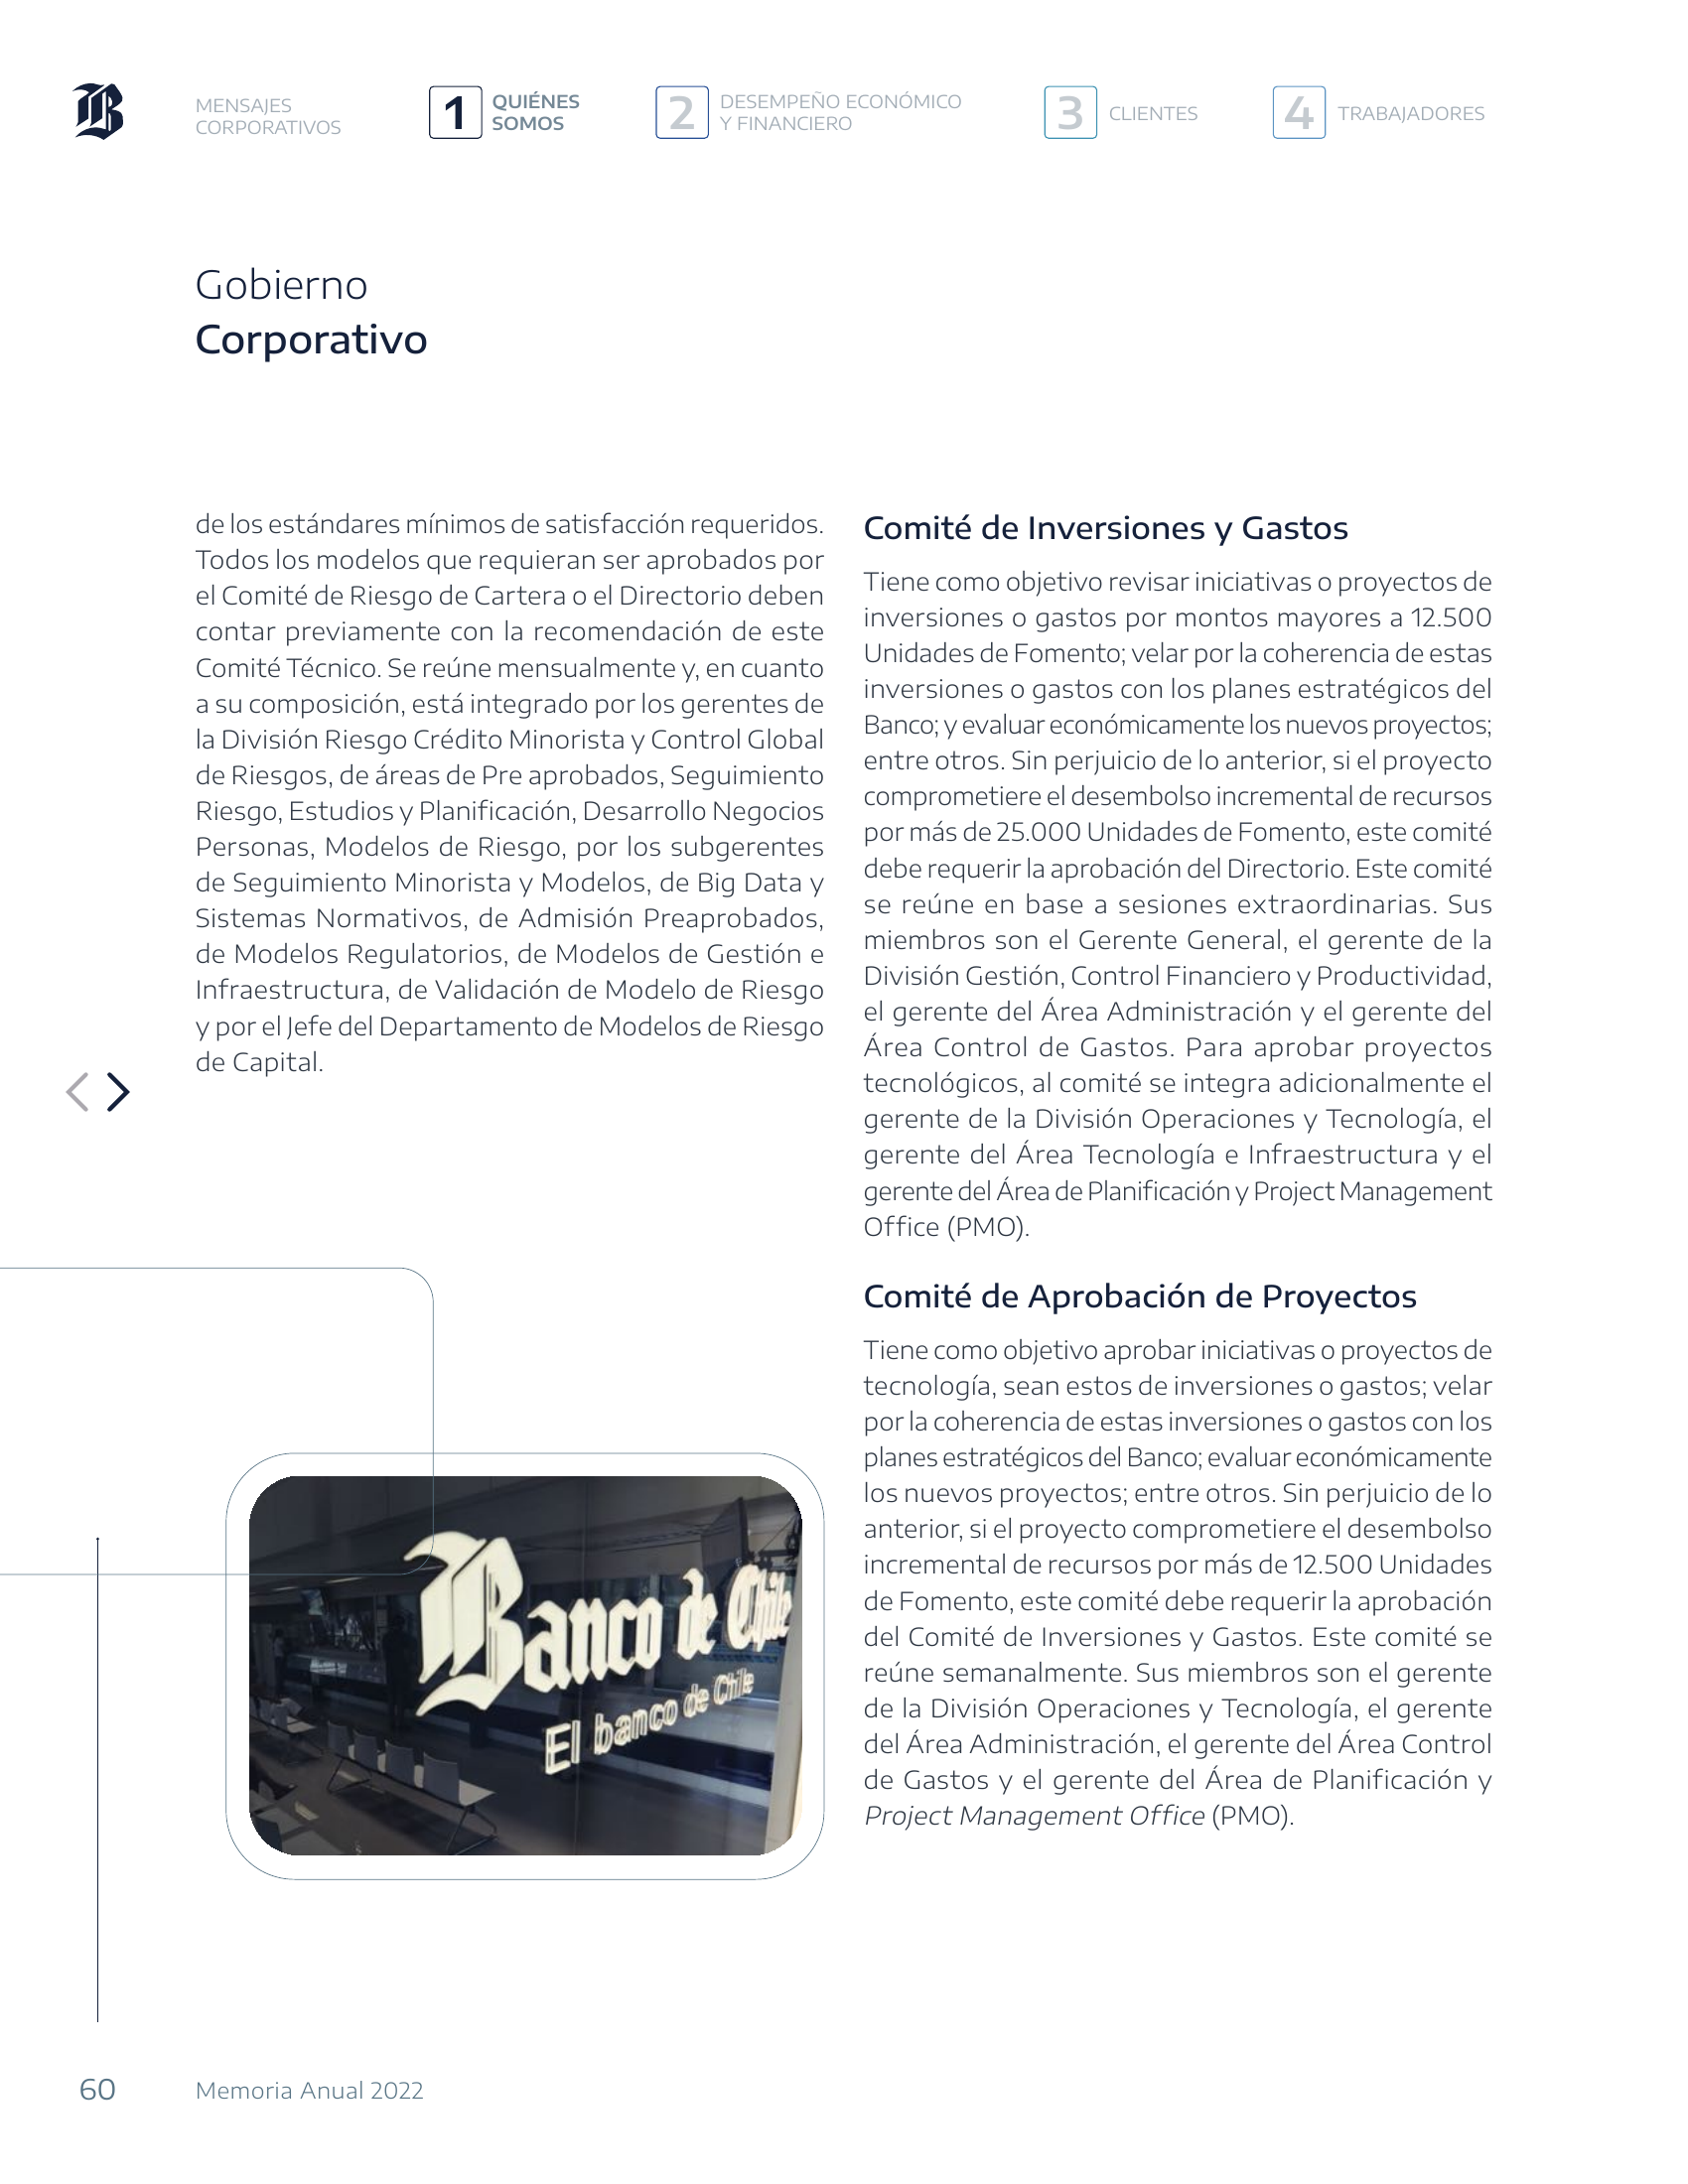 B
MENSAJES
CORPORATIVOS
1
QUIÉNES
SOMOS
2
DESEMPEÑO ECONÓMICO
Y FINANCIERO
3
CLIENTES
4
TRABAJADORES
Gobierno
Corporativo
de los estándares mínimos de satisfacción requeridos.
Todos los modelos que requieran ser aprobados por
el Comité de Riesgo de Cartera o el Directorio deben
contar previamente con la recomendación de este
Comité Técnico. Se reúne mensualmente y, en cuanto
a su composición, está integrado por los gerentes de
la División Riesgo Crédito Minorista y Control Global
de Riesgos, de áreas de Pre aprobados, Seguimiento
Riesgo, Estudios y Planificación, Desarrollo Negocios
Personas, Modelos de Riesgo, por los subgerentes
de Seguimiento Minorista y Modelos, de Big Data y
Sistemas Normativos, de Admisión Preaprobados,
de Modelos Regulatorios, de Modelos de Gestión e
Infraestructura, de Validación de Modelo de Riesgo
y por el Jefe del Departamento de Modelos de Riesgo
de Capital.
Banco de Chile
El banco de Chile
Comité de Inversiones y Gastos
Tiene como objetivo revisar iniciativas o proyectos de
inversiones o gastos por montos mayores a 12.500
Unidades de Fomento; velar por la coherencia de estas
inversiones o gastos con los planes estratégicos del
Banco; y evaluar económicamente los nuevos proyectos;
entre otros. Sin perjuicio de lo anterior, si el proyecto
comprometiere el desembolso incremental de recursos
por más de 25.000 Unidades de Fomento, este comité
debe requerir la aprobación del Directorio. Este comité
se reúne en base a sesiones extraordinarias. Sus
miembros son el Gerente General, el gerente de la
División Gestión, Control Financiero y Productividad,
el gerente del Área Administración y el gerente del
Área Control de Gastos. Para aprobar proyectos
tecnológicos, al comité se integra adicionalmente el
gerente de la División Operaciones y Tecnología, el
gerente del Área Tecnología e Infraestructura y el
gerente del Área de Planificación y Project Management
Office (PMO).
Comité de Aprobación de Proyectos
Tiene como objetivo aprobar iniciativas o proyectos de
tecnología, sean estos de inversiones o gastos; velar
por la coherencia de estas inversiones o gastos con los
planes estratégicos del Banco; evaluar económicamente
los nuevos proyectos; entre otros. Sin perjuicio de lo
anterior, si el proyecto comprometiere el desembolso
incremental de recursos por más de 12.500 Unidades
de Fomento, este comité debe requerir la aprobación
del Comité de Inversiones y Gastos. Este comité se
reúne semanalmente. Sus miembros son el gerente
de la División Operaciones y Tecnología, el gerente
del Área Administración, el gerente del Área Control
de Gastos y el gerente del Área de Planificación y
Project Management Office (PMO).
60
Memoria Anual 2022